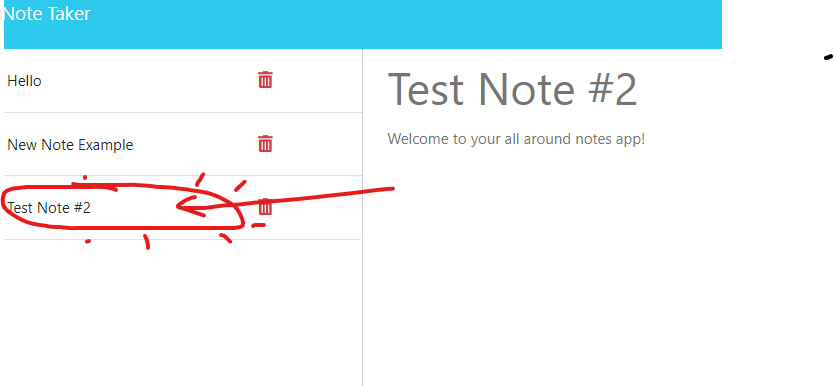 Note Taker
Hello
New Note Example
Test Note #2
Test Note #2
Welcome to your all around notes app!